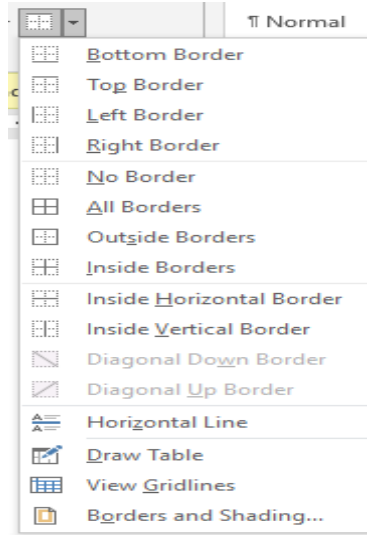 ¶ Normal
Bottom Border
Top Border
Left Border
Right Border
No Border
All Borders
Outside Borders
Inside Borders
Inside Horizontal Border
Inside Vertical Border
Diagonal Down Border
Diagonal Up Border
Horizontal Line
Draw Table
View Gridlines
Borders and Shading...